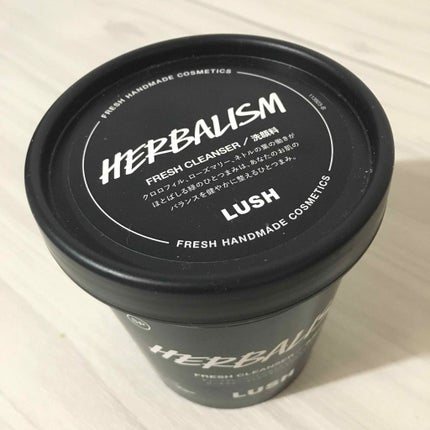 FRESH HANDMADE COSMETICS
HERBALISM
FRESH CLEANSER / 洗顔料
クロロフィル、ローズマリー、ネトルの葉の働きが
ほとばしる緑のひとつまみは、あなたのお肌の
バランスを健やかに整えるひとつまみ。
LUSH
FRESH HANDMADE COSMETICS
HERBALIS
FRESH CLEANSER
LUSH